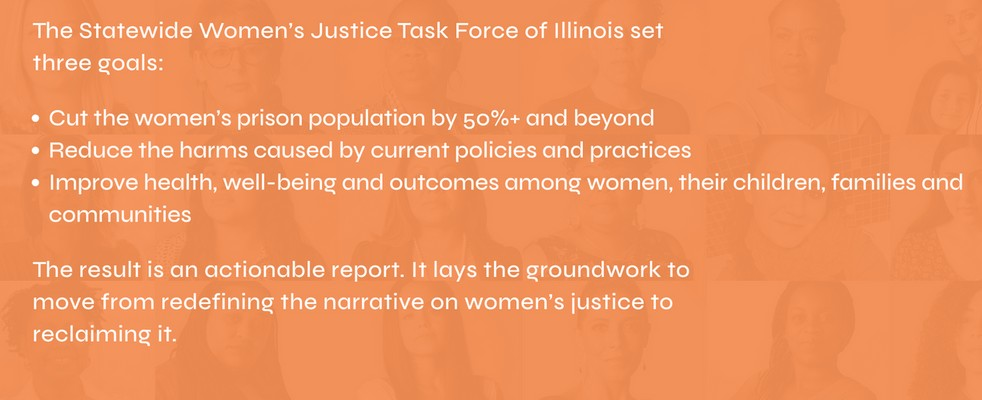 The Statewide Women’s Justice Task Force of Illinois set
three goals:
• Cut the women’s prison population by 50%+ and beyond
• Reduce the harms caused by current policies and practices
• Improve health, well-being and outcomes among women, their children, families and
communities
The result is an actionable report. It lays the groundwork to
move from redefining the narrative on women’s justice to
reclaiming it.